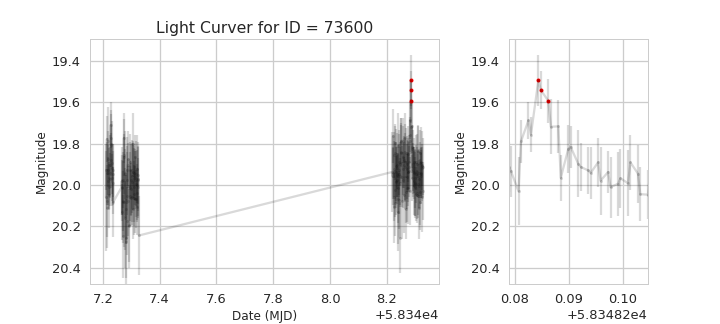 Light Curver for ID = 73600
Magnitude
19.4
19.6
19.8
20.0
20.2
20.4
7.2 7.4 7.6 7.8 8.0 8.2
Date (MJD)
+5.834e4
Magnitude
19.4
19.6
19.8
20.0
20.2
20.4
0.08 0.09 0.10
+5.83482e4